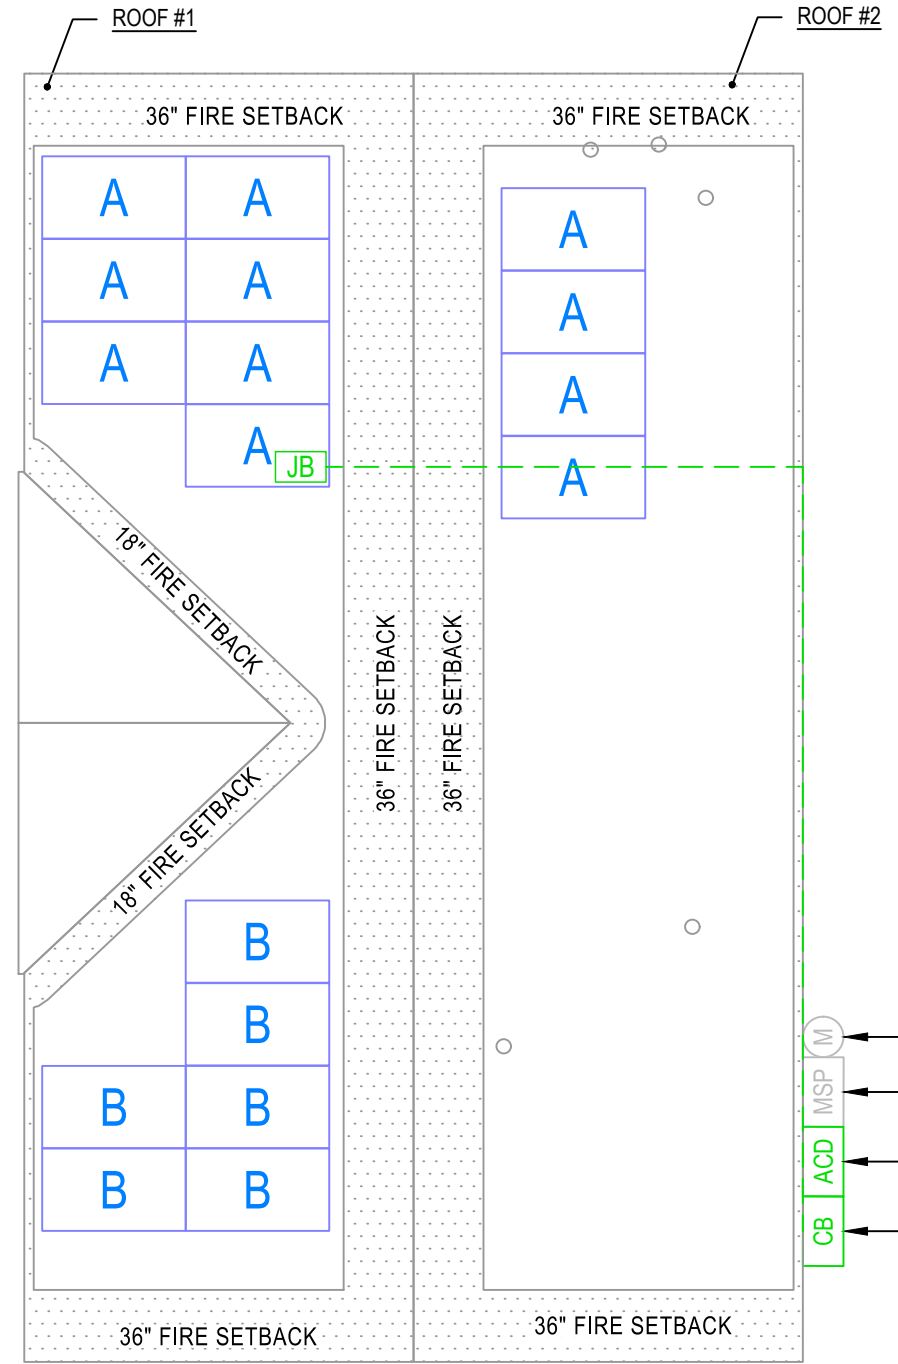 ROOF #1
ROOF #2
36" FIRE SETBACK
36" FIRE SETBACK
A A
A
A A
A
A A
A
A
JB
A
18" FIRE SETBACK
36" FIRE SETBACK
36" FIRE SETBACK
18" FIRE SETBACK
B
B
M
MSP
B B
ACD
B B
CB
36" FIRE SETBACK
36" FIRE SETBACK